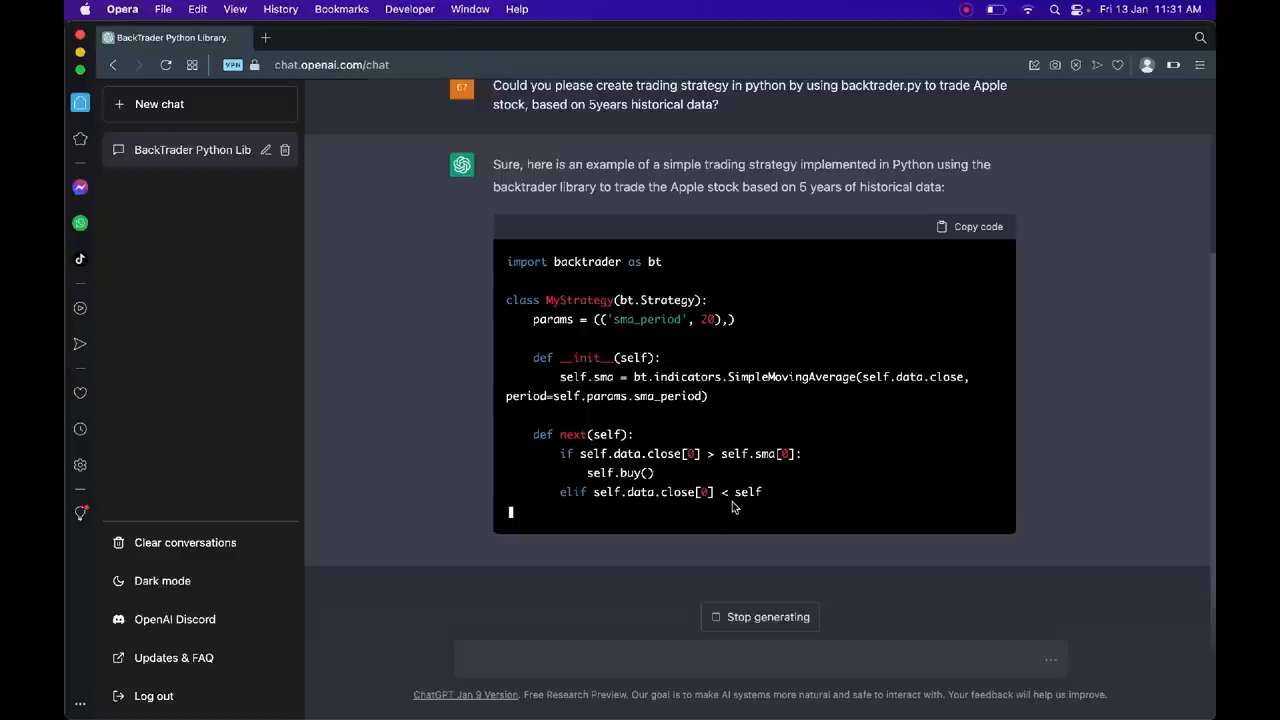 Opera File Edit View History Bookmarks Developer Window Help Fri 13 Jan 11:31 AM
BackTrader Python Library.
VPN chat.openai.com/chat
New chat
BackTrader Python Lib
67
Could you please create trading strategy in python by using backtrader.py to trade Apple
stock, based on 5years historical data?
Sure, here is an example of a simple trading strategy implemented in Python using the
backtrader library to trade the Apple stock based on 5 years of historical data:
Copy code
import backtrader as bt
class MyStrategy(bt.Strategy):
    params = (('sma_period', 20),)
    def __init__(self):
        self.sma = bt.indicators.SimpleMovingAverage(self.data.close,
period=self.params.sma_period)
    def next(self):
        if self.data.close[0] > self.sma[0]:
            self.buy()
        elif self.data.close[0] < self
Clear conversations
Dark mode
OpenAI Discord
Updates & FAQ
Log out
Stop generating
ChatGPT Jan 9 Version. Free Research Preview. Our goal is to make AI systems more natural and safe to interact with. Your feedback will help us improve.